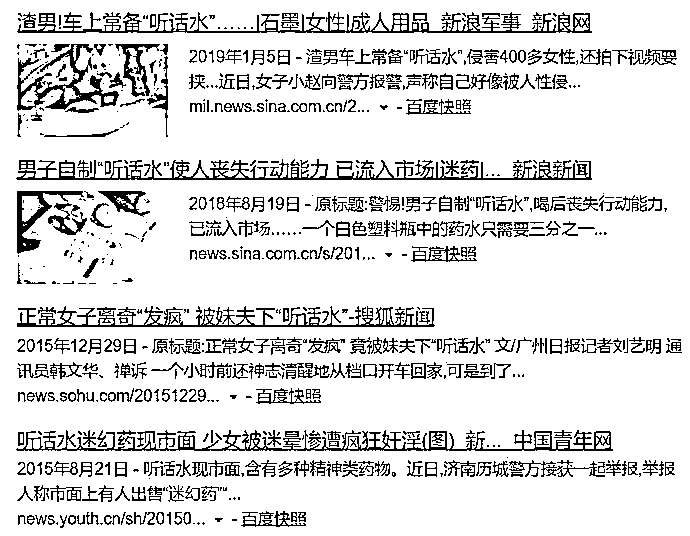 渣男!车上常备“听话水”……|石墨|女性|成人用品_新浪军事_新浪网
2019年1月5日 - 渣男车上常备“听话水”,侵害400多女性,还拍下视频要
挟...近日,女子小赵向警方报警,声称自己好像被人性侵...
mil.news.sina.com.cn/2... - 百度快照
男子自制“听话水”使人丧失行动能力 已流入市场|迷药|..._新浪新闻
2018年8月19日 - 原标题:警惕!男子自制“听话水”,喝后丧失行动能力,
已流入市场……一个白色塑料瓶中的药水只需要三分之一...
news.sina.com.cn/s/201... - 百度快照
正常女子离奇“发疯” 被妹夫下“听话水”-搜狐新闻
2015年12月29日 - 原标题:正常女子离奇“发疯” 竟被妹夫下“听话水” 文/广州日报记者刘艺明 通
讯员韩文华、禅诉 一个小时前还神志清醒地从档口开车回家,可是到了...
news.sohu.com/20151229... - 百度快照
听话水迷幻药现市面 少女被迷晕惨遭疯狂奸淫(图)_新..._中国青年网
2015年8月21日 - 听话水现市面,含有多种精神类药物。近日,济南历城警方接获一起举报,举报
人称市面上有人出售“迷幻药”“...
news.youth.cn/sh/20150... - 百度快照